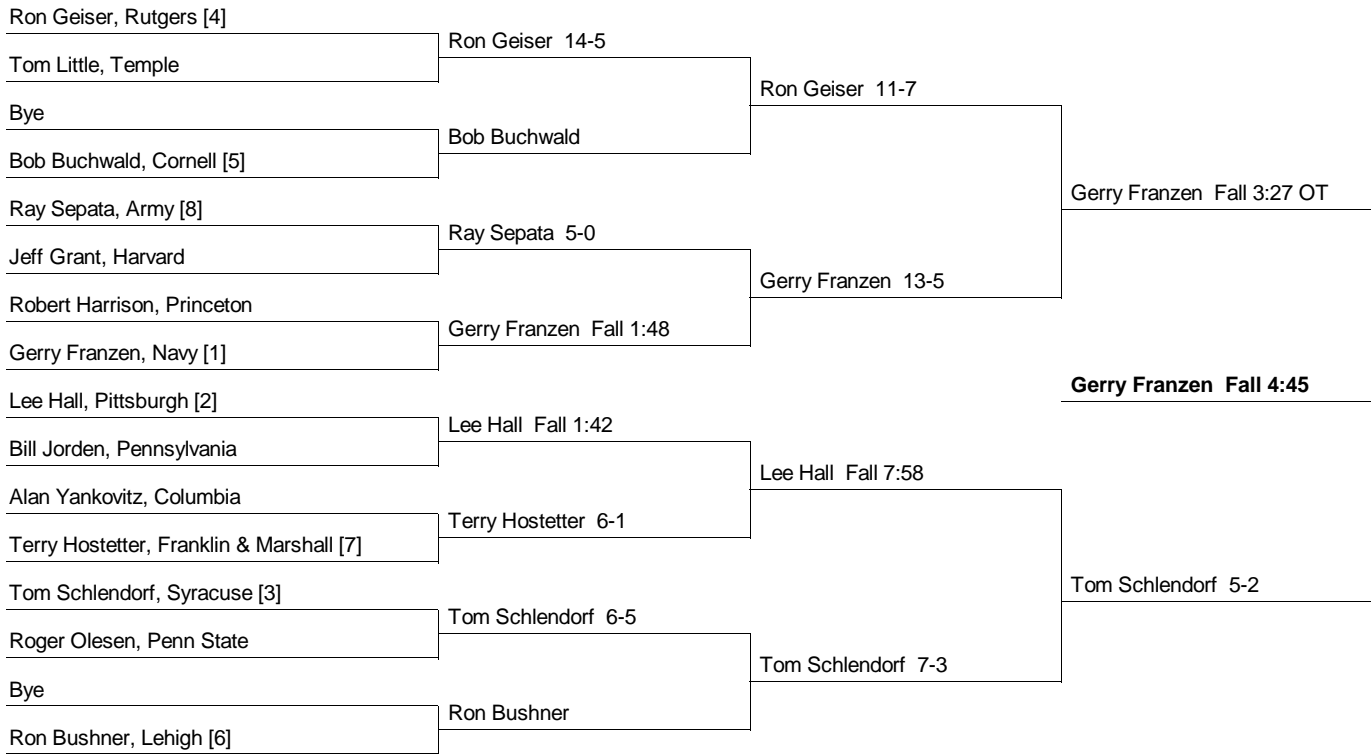 Ron Geiser, Rutgers [4]
Tom Little, Temple
Bye
Bob Buchwald, Cornell [5]
Ray Sepata, Army [8]
Jeff Grant, Harvard
Robert Harrison, Princeton
Gerry Franzen, Navy [1]
Lee Hall, Pittsburgh [2]
Bill Jorden, Pennsylvania
Alan Yankovitz, Columbia
Terry Hostetter, Franklin & Marshall [7]
Tom Schlendorf, Syracuse [3]
Roger Olesen, Penn State
Bye
Ron Bushner, Lehigh [6]
Ron Geiser 14-5
Bob Buchwald
Ray Sepata 5-0
Gerry Franzen Fall 1:48
Lee Hall Fall 1:42
Terry Hostetter 6-1
Tom Schlendorf 6-5
Ron Bushner
Ron Geiser 11-7
Gerry Franzen 13-5
Lee Hall Fall 7:58
Tom Schlendorf 7-3
Gerry Franzen Fall 3:27 OT
Gerry Franzen Fall 4:45
Tom Schlendorf 5-2